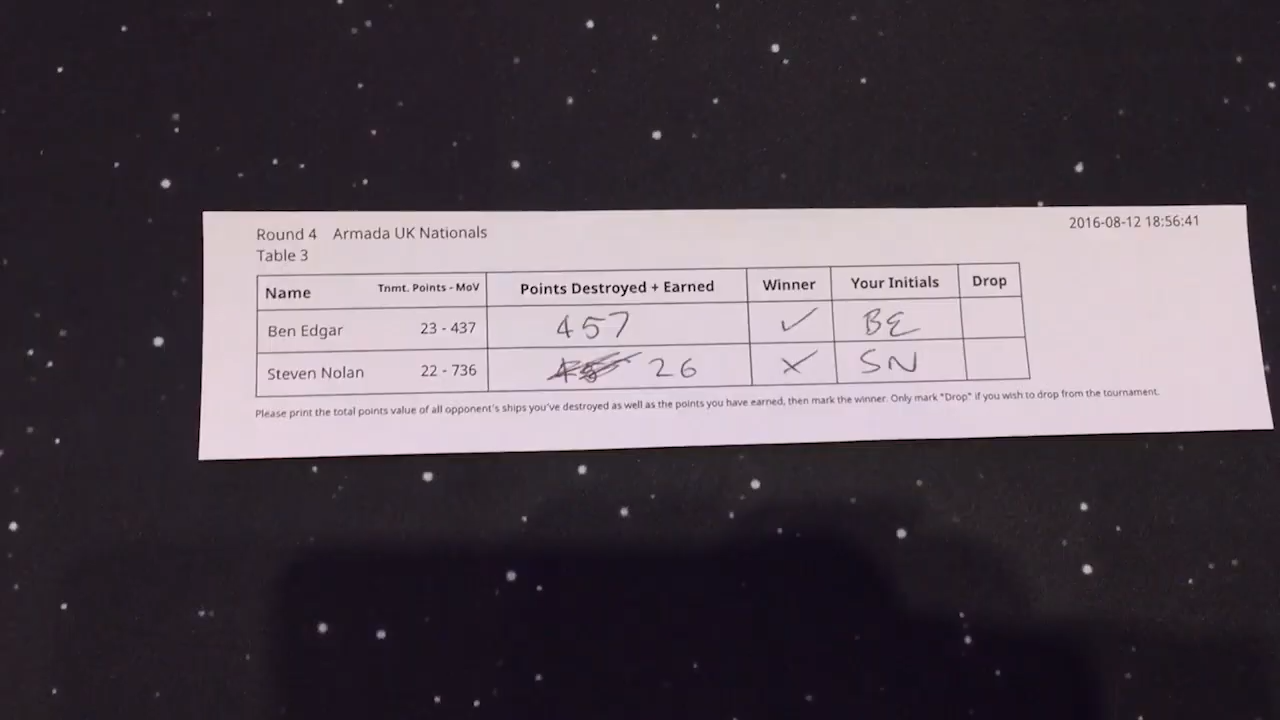 Round 4 Armada UK Nationals 2016-08-12 18:56:41
Table 3
Name Tnmt. Points - MoV Points Destroyed + Earned Winner Your Initials Drop
Ben Edgar 23 - 437 457 ✓ BE
Steven Nolan 22 - 736 26 X SN
Please print the total points value of all opponent's ships you've destroyed as well as the points you have earned, then mark the winner. Only mark "Drop" if you wish to drop from the tournament.